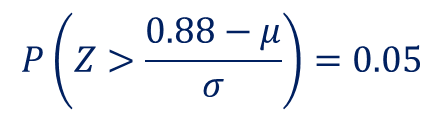 P(Z > (0.88 − μ)/σ) = 0.05